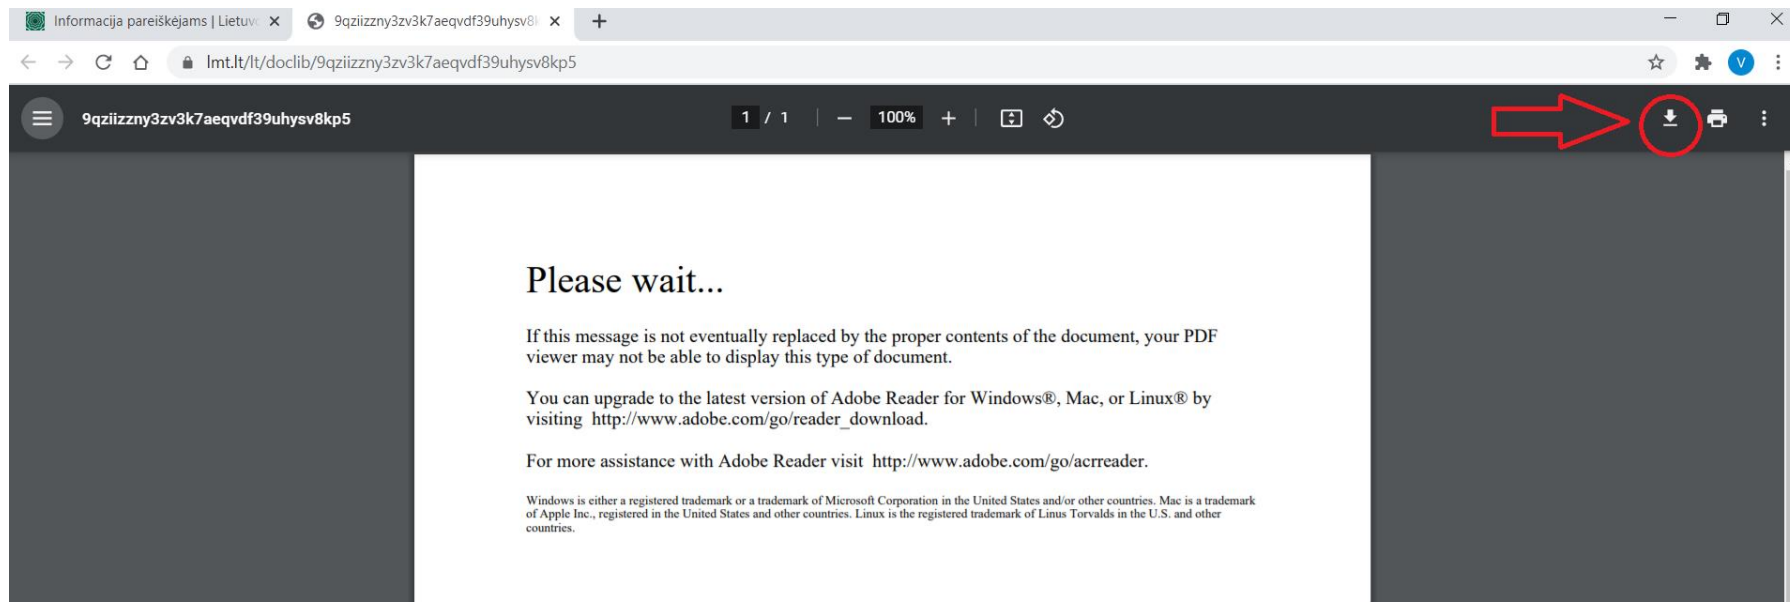 Informacija pareiškėjams | Lietuvo
9qziizzny3zv3k7aeqvdf39uhysv8k
lmt.lt/lt/doclib/9qziizzny3zv3k7aeqvdf39uhysv8kp5
V
9qziizzny3zv3k7aeqvdf39uhysv8kp5
1 / 1
100%
Please wait...
If this message is not eventually replaced by the proper contents of the document, your PDF
viewer may not be able to display this type of document.
You can upgrade to the latest version of Adobe Reader for Windows®, Mac, or Linux® by
visiting http://www.adobe.com/go/reader_download.
For more assistance with Adobe Reader visit http://www.adobe.com/go/acrreader.
Windows is either a registered trademark or a trademark of Microsoft Corporation in the United States and/or other countries. Mac is a trademark
of Apple Inc., registered in the United States and other countries. Linux is the registered trademark of Linus Torvalds in the U.S. and other
countries.